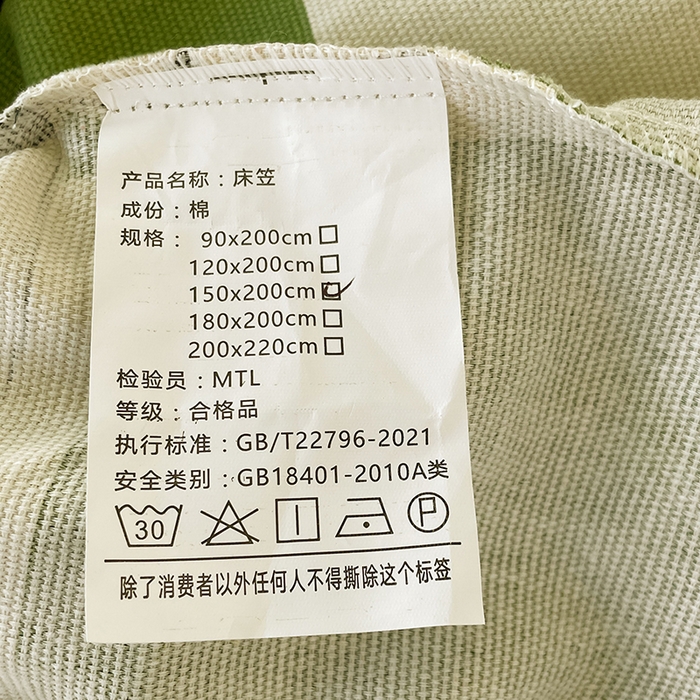 产品名称：床笠
成份：棉
规格： 90x200cm□
120x200cm□
150x200cm☑
180x200cm□
200x220cm□
检验员：MTL
等级：合格品
执行标准：GB/T22796-2021
安全类别：GB18401-2010A类
30 P
除了消费者以外任何人不得撕除这个标签